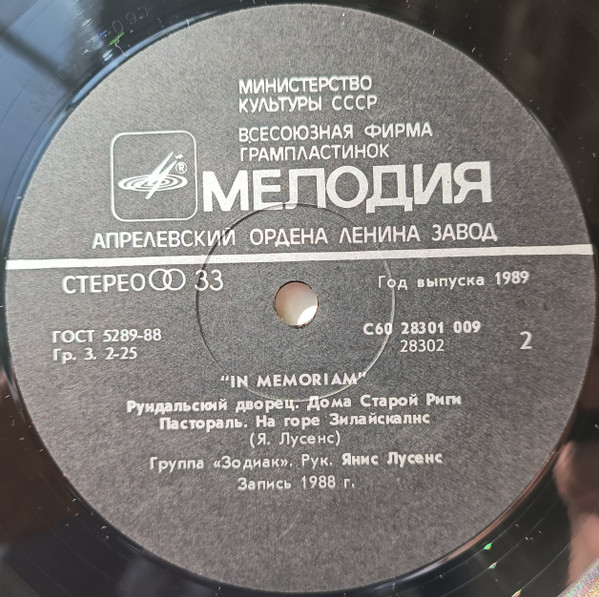 МИНИСТЕРСТВО
КУЛЬТУРЫ СССР
ВСЕСОЮЗНАЯ ФИРМА
ГРАМПЛАСТИНОК
®
МЕЛОДИЯ
АПРЕЛЕВСКИЙ ОРДЕНА ЛЕНИНА ЗАВОД
СТЕРЕО 33
Год выпуска 1989
ГОСТ 5289-88
Гр. 3. 2-25
С60 28301 009
28302
2
"IN MEMORIAM"
Рундальский дворец. Дома Старой Риги
Пастораль. На горе Зилайскалнс
(Я. Лусенс)
Группа «Зодиак». Рук. Янис Лусенс
Запись 1988 г.